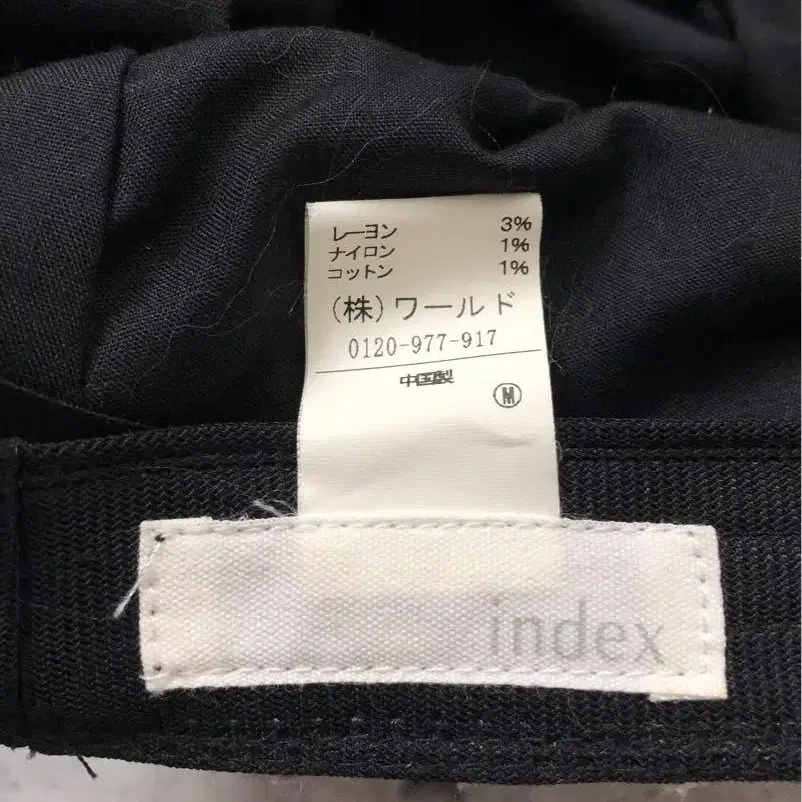 レーヨン 3%
ナイロン 1%
コットン 1%
(株)ワールド
0120-977-917
中国製
M
index